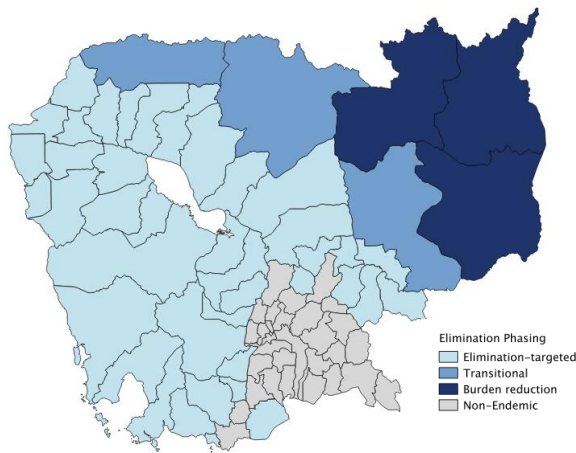 Elimination Phasing
Elimination-targeted
Transitional
Burden reduction
Non-Endemic